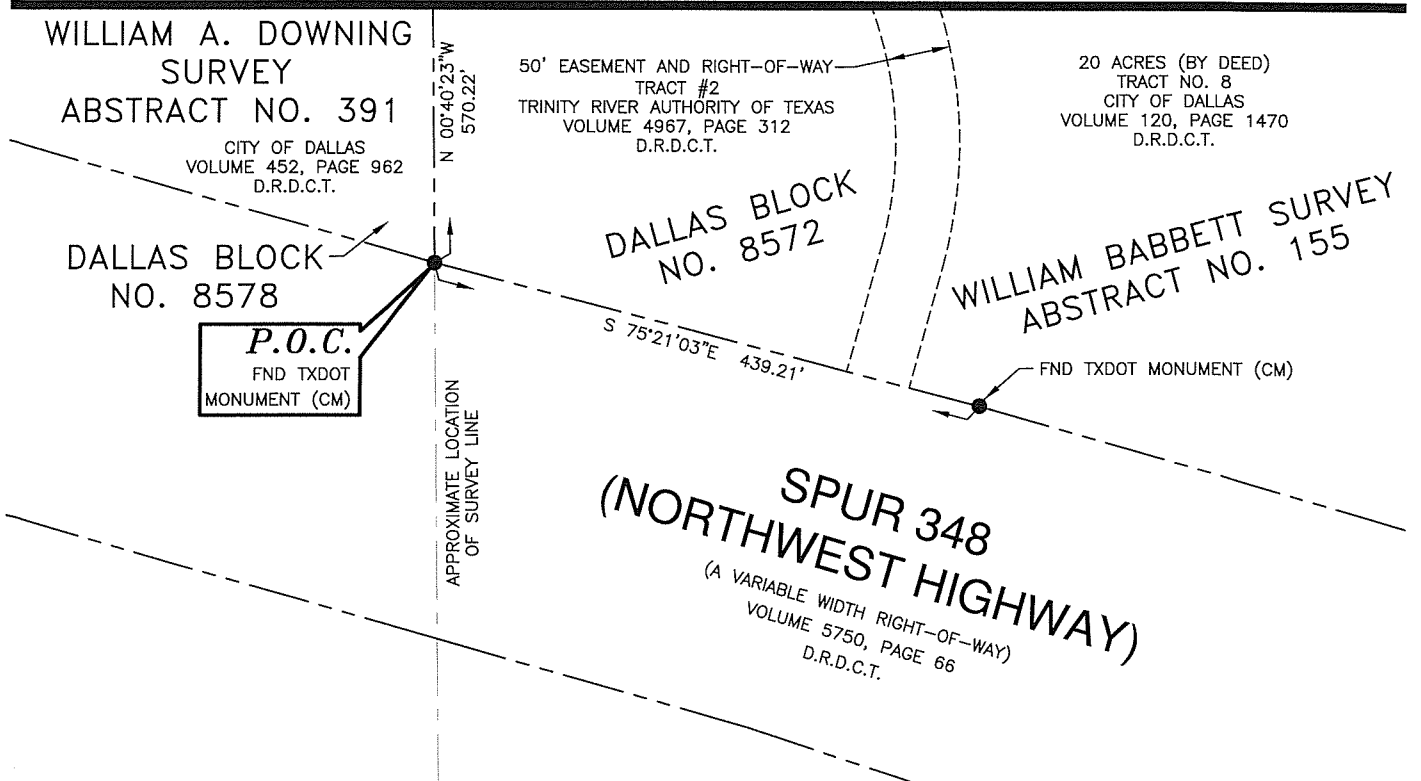 WILLIAM A. DOWNING
SURVEY
ABSTRACT NO. 391
CITY OF DALLAS
VOLUME 452, PAGE 962
D.R.D.C.T.
N 00°40'23"W
570.22'
50' EASEMENT AND RIGHT-OF-WAY
TRACT #2
TRINITY RIVER AUTHORITY OF TEXAS
VOLUME 4967, PAGE 312
D.R.D.C.T.
20 ACRES (BY DEED)
TRACT NO. 8
CITY OF DALLAS
VOLUME 120, PAGE 1470
D.R.D.C.T.
DALLAS BLOCK
NO. 8578
DALLAS BLOCK
NO. 8572
WILLIAM BABBETT SURVEY
ABSTRACT NO. 155
P.O.C.
FND TXDOT
MONUMENT (CM)
S 75°21'03"E 439.21'
FND TXDOT MONUMENT (CM)
APPROXIMATE LOCATION
OF SURVEY LINE
SPUR 348
(NORTHWEST HIGHWAY)
(A VARIABLE WIDTH RIGHT-OF-WAY)
VOLUME 5750, PAGE 66
D.R.D.C.T.